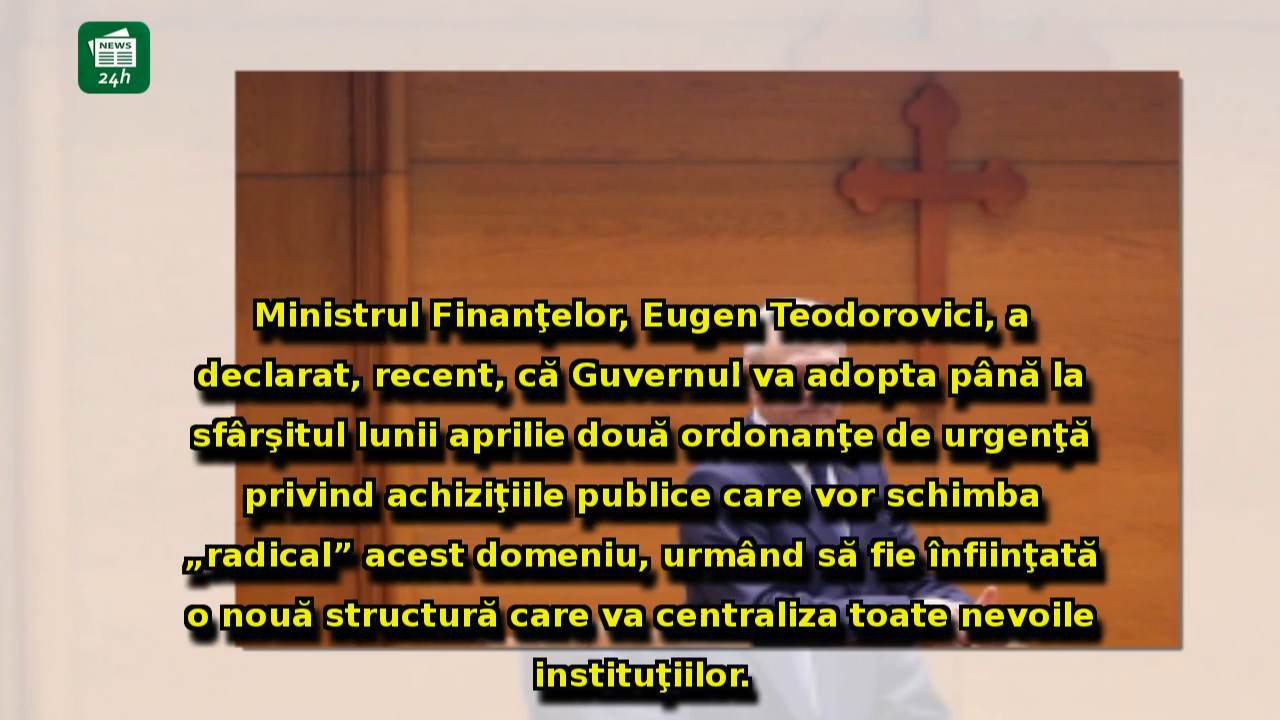 NEWS
24h
Ministrul Finanţelor, Eugen Teodorovici, a
declarat, recent, că Guvernul va adopta până la
sfârşitul lunii aprilie două ordonanţe de urgenţă
privind achiziţiile publice care vor schimba
„radical” acest domeniu, urmând să fie înfiinţată
o nouă structură care va centraliza toate nevoile
instituţiilor.